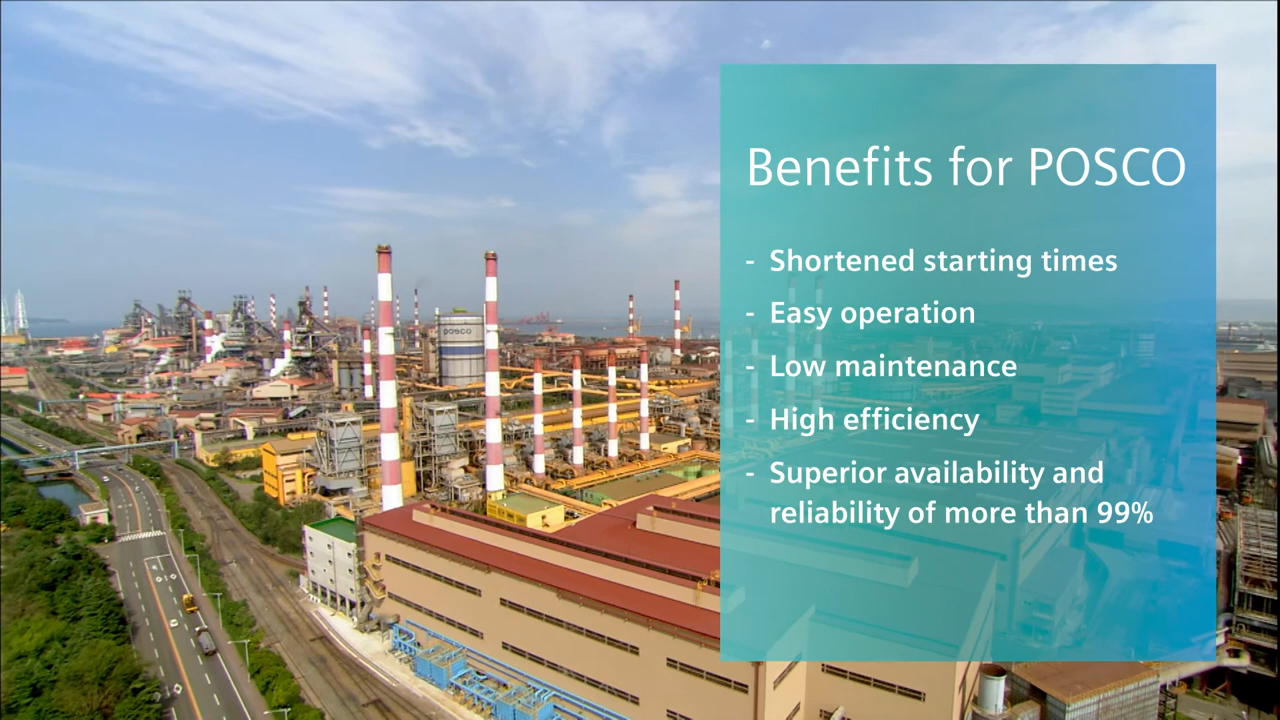 Benefits for POSCO
- Shortened starting times
- Easy operation
- Low maintenance
- High efficiency
- Superior availability and
reliability of more than 99%
posco